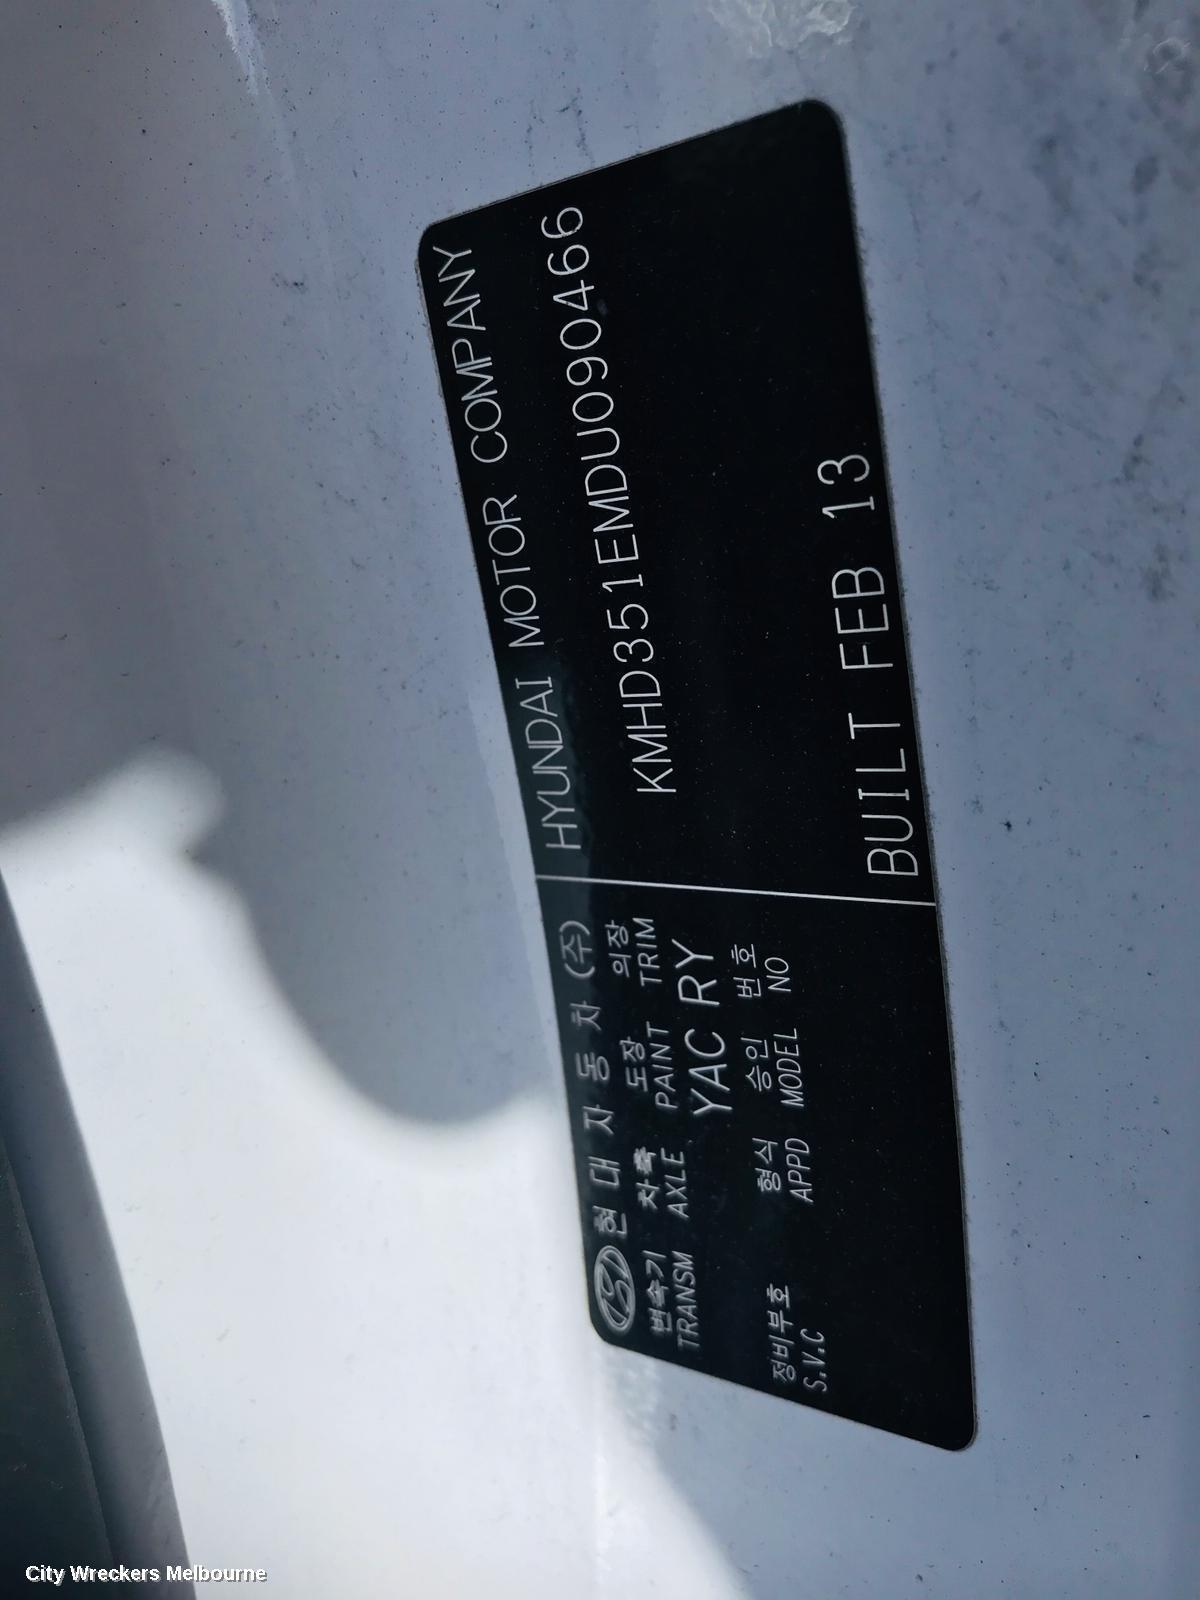 현대자동차(주) HYUNDAI MOTOR COMPANY
변속기 차축 도장 의장
TRANSM AXLE PAINT TRIM
KMHD351EMDU090466
YAC RY
형식 승인 번호
정비부호 APPD MODEL NO
S.V.C
BUILT FEB 13
City Wreckers Melbourne